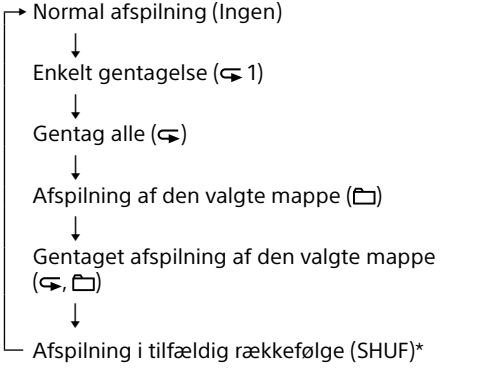 Normal afspilning (Ingen)
Enkelt gentagelse (1)
Gentag alle ()
Afspilning af den valgte mappe ()
Gentaget afspilning af den valgte mappe
(, )
Afspilning i tilfældig rækkefølge (SHUF)*